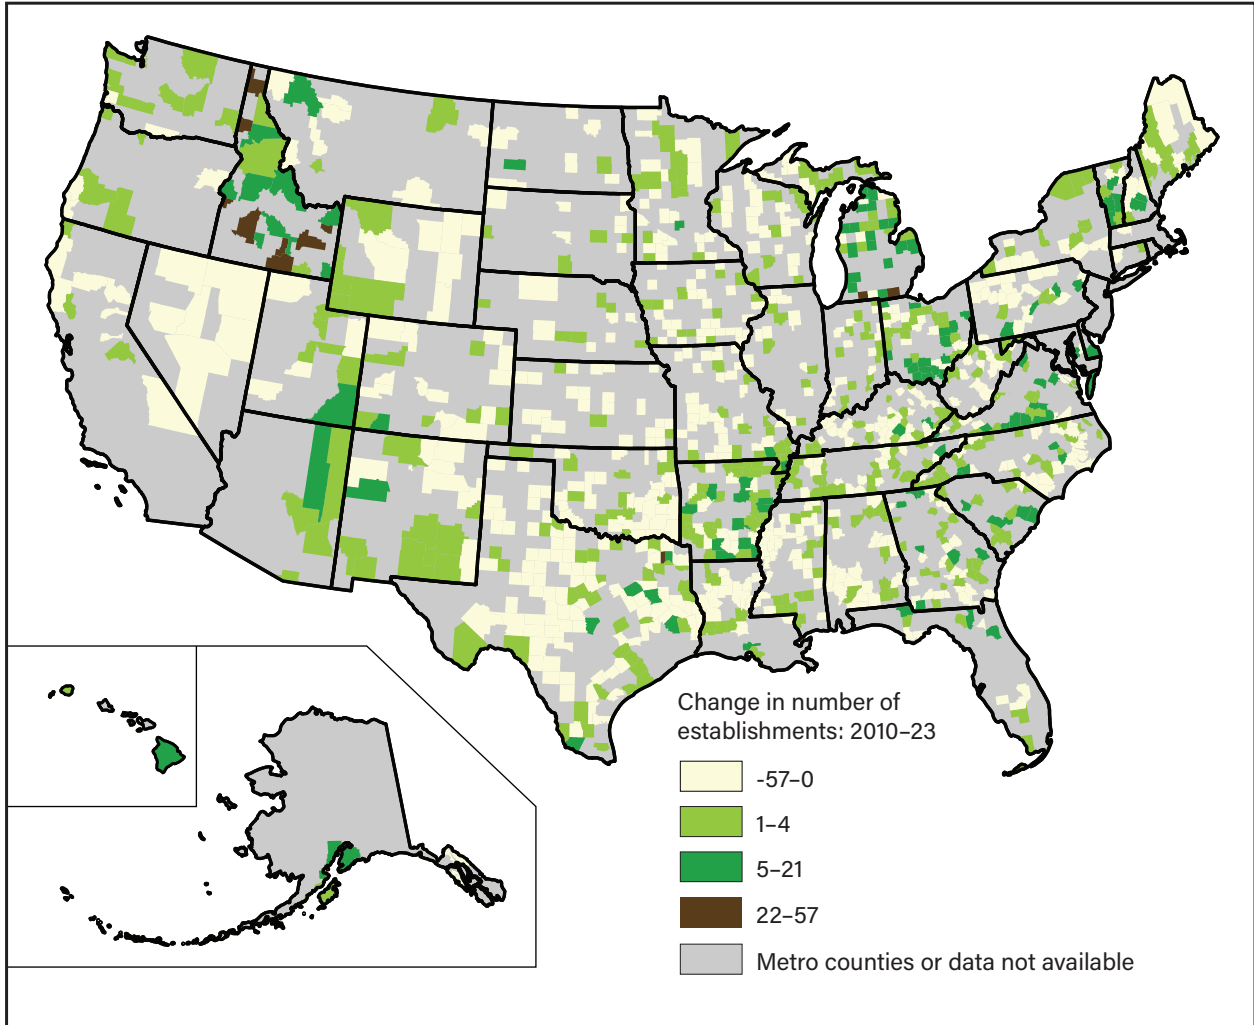 Change in number of
establishments: 2010–23
-57–0
1–4
5–21
22–57
Metro counties or data not available